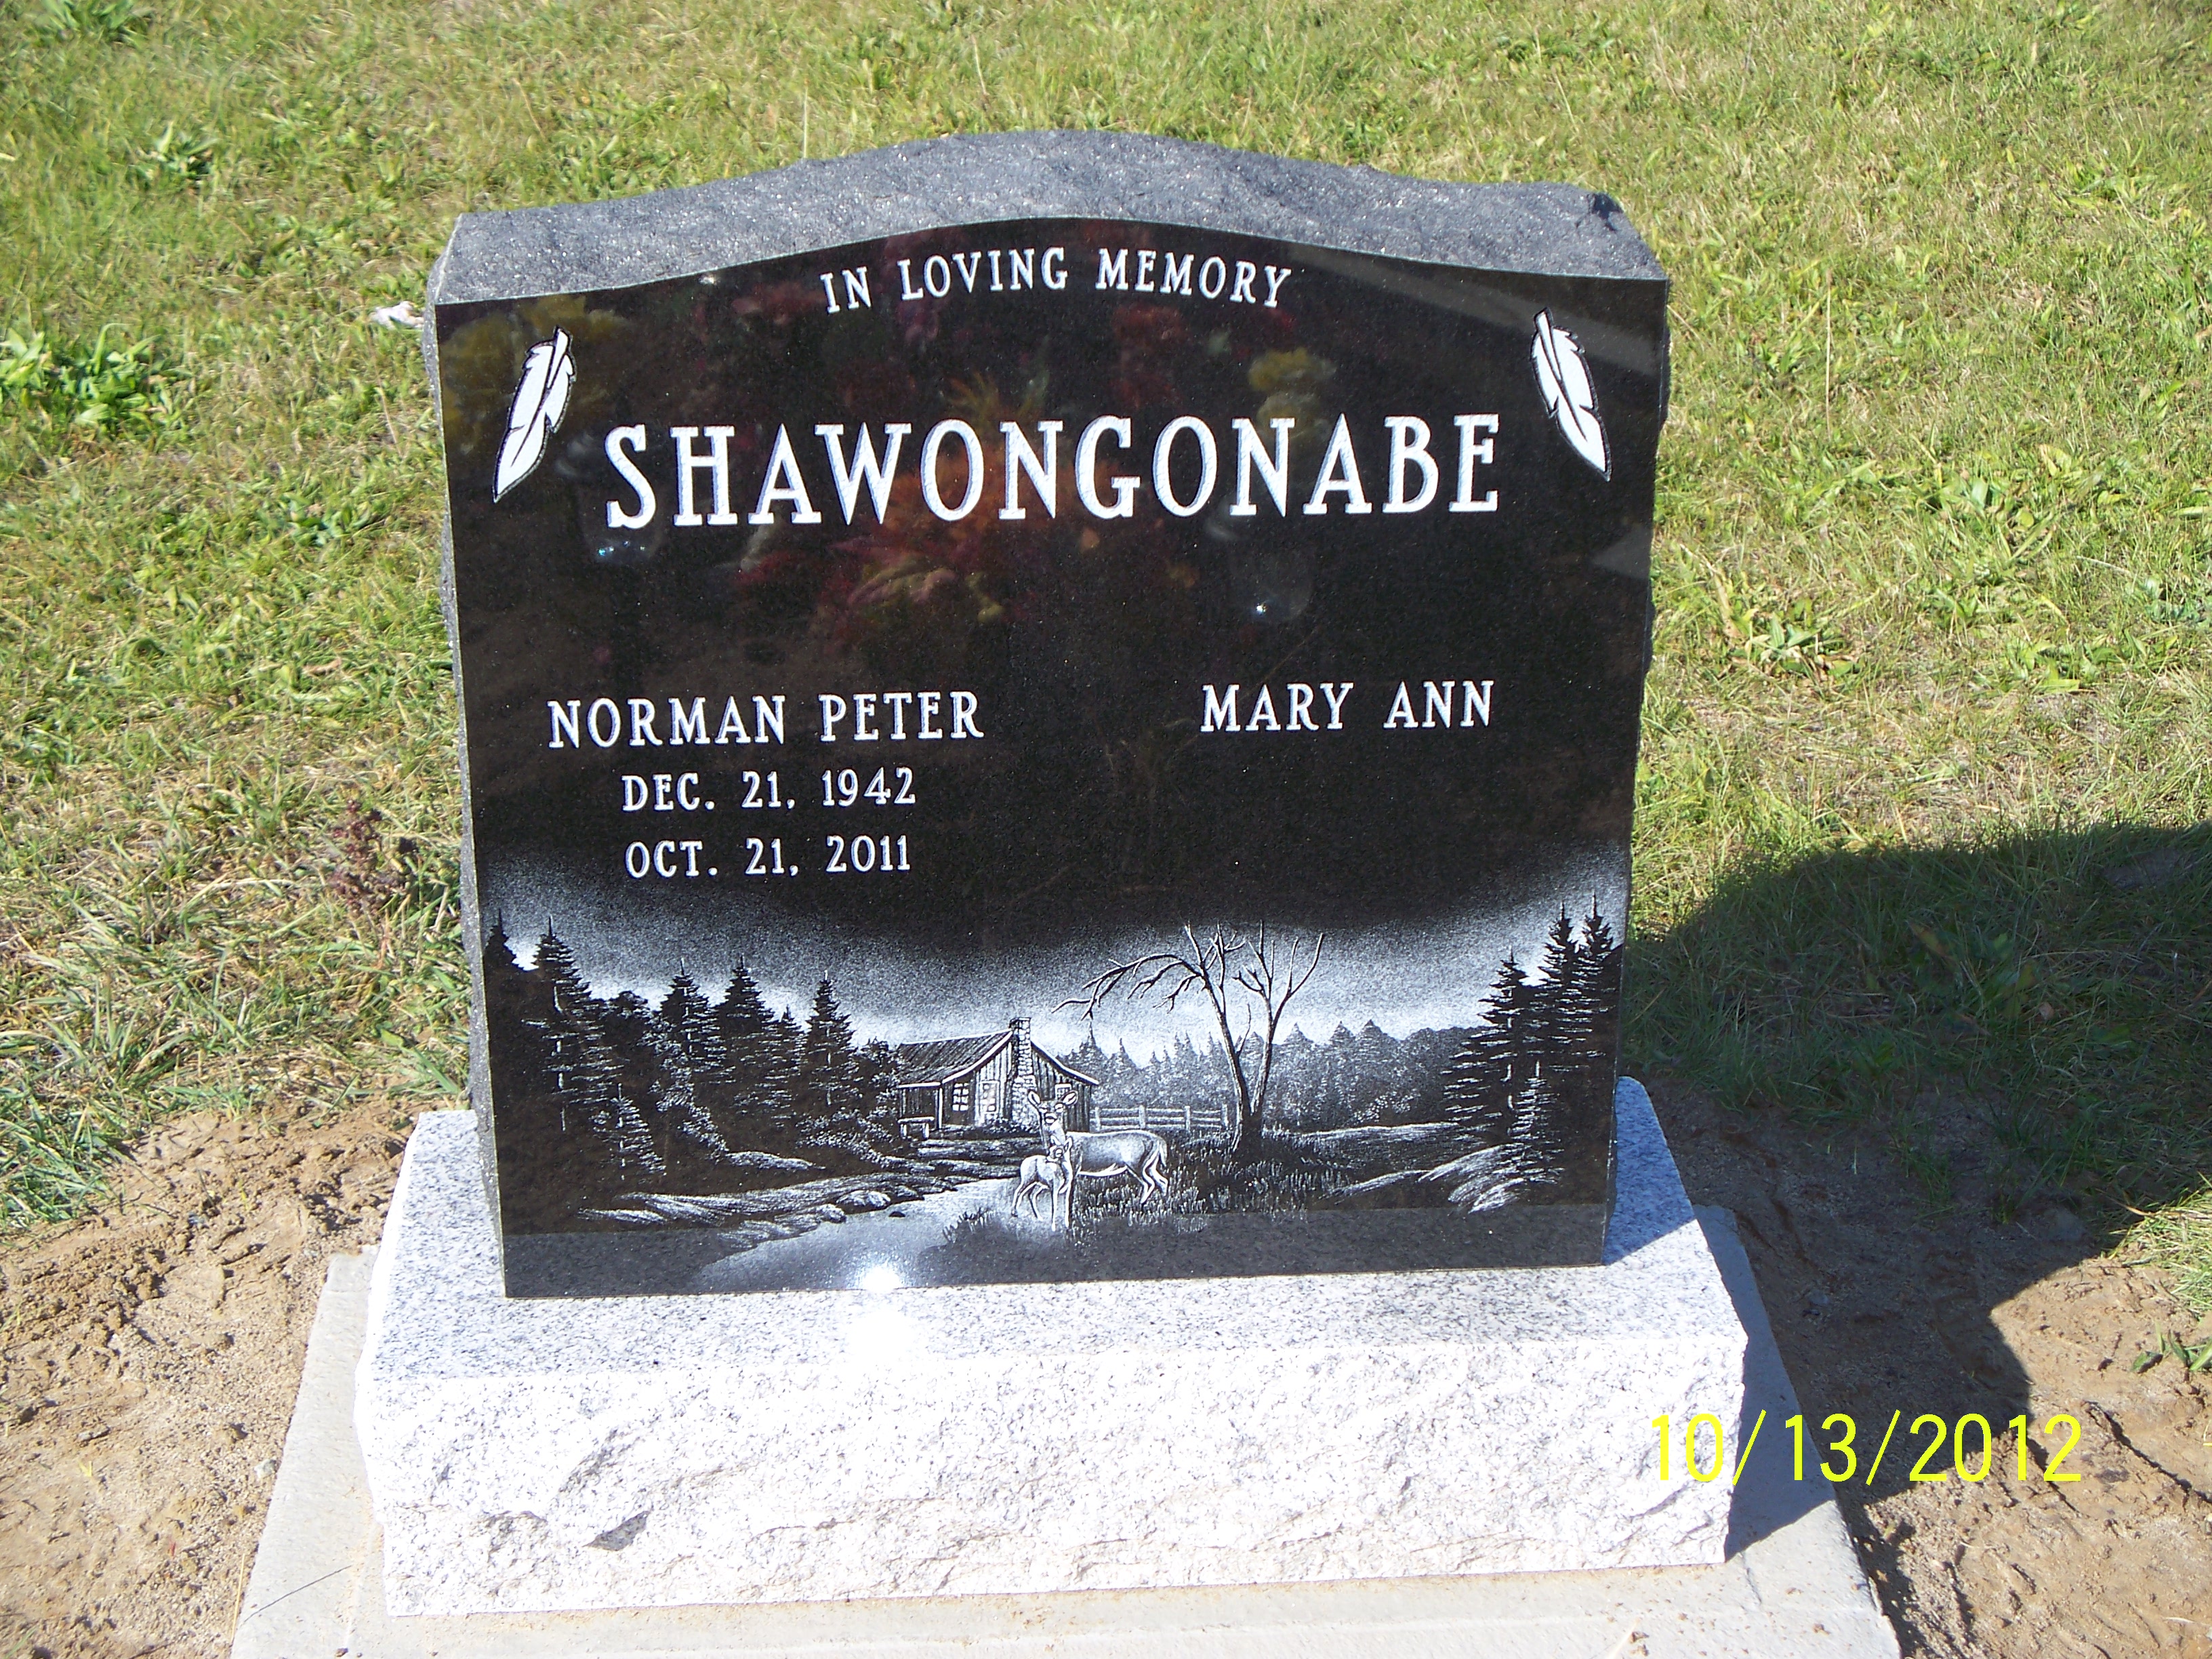 IN LOVING MEMORY
SHAWONGONABE
NORMAN PETER
DEC. 21, 1942
OCT. 21, 2011
MARY ANN
10/13/2012